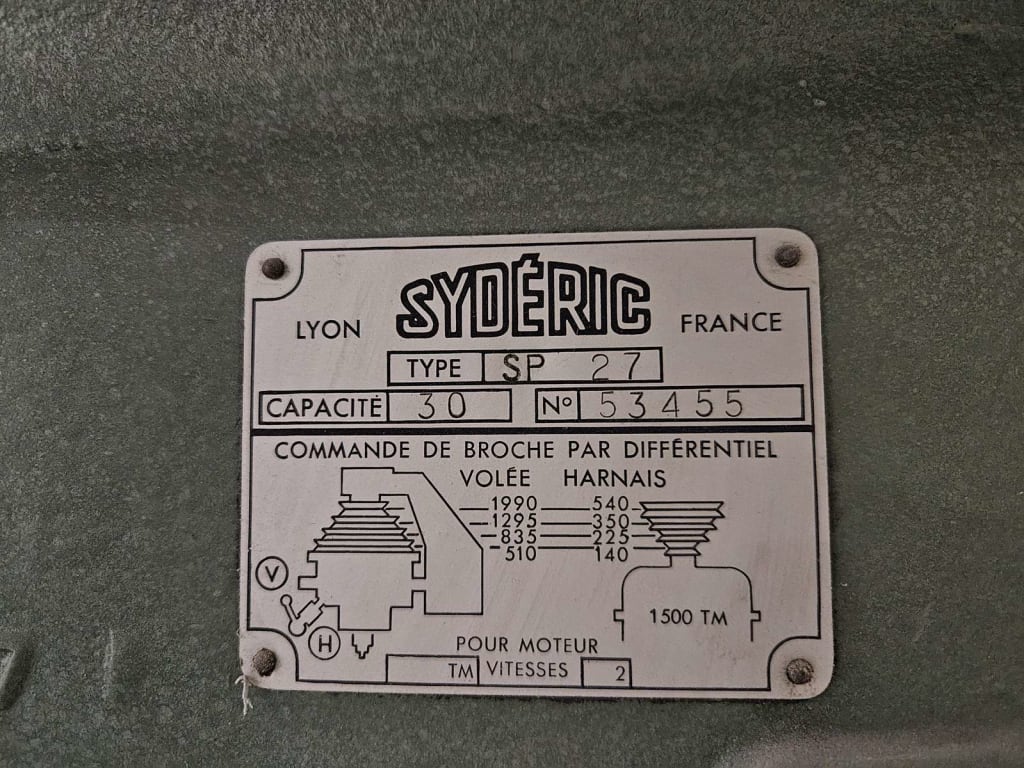 SYDÉRIC
LYON FRANCE
TYPE SP 27
CAPACITÉ 30 Nº 53455
COMMANDE DE BROCHE PAR DIFFÉRENTIEL
VOLÉE HARNAIS
1990 540
1295 350
835 225
510 140
V
H
1500 TM
POUR MOTEUR
TM VITESSES 2